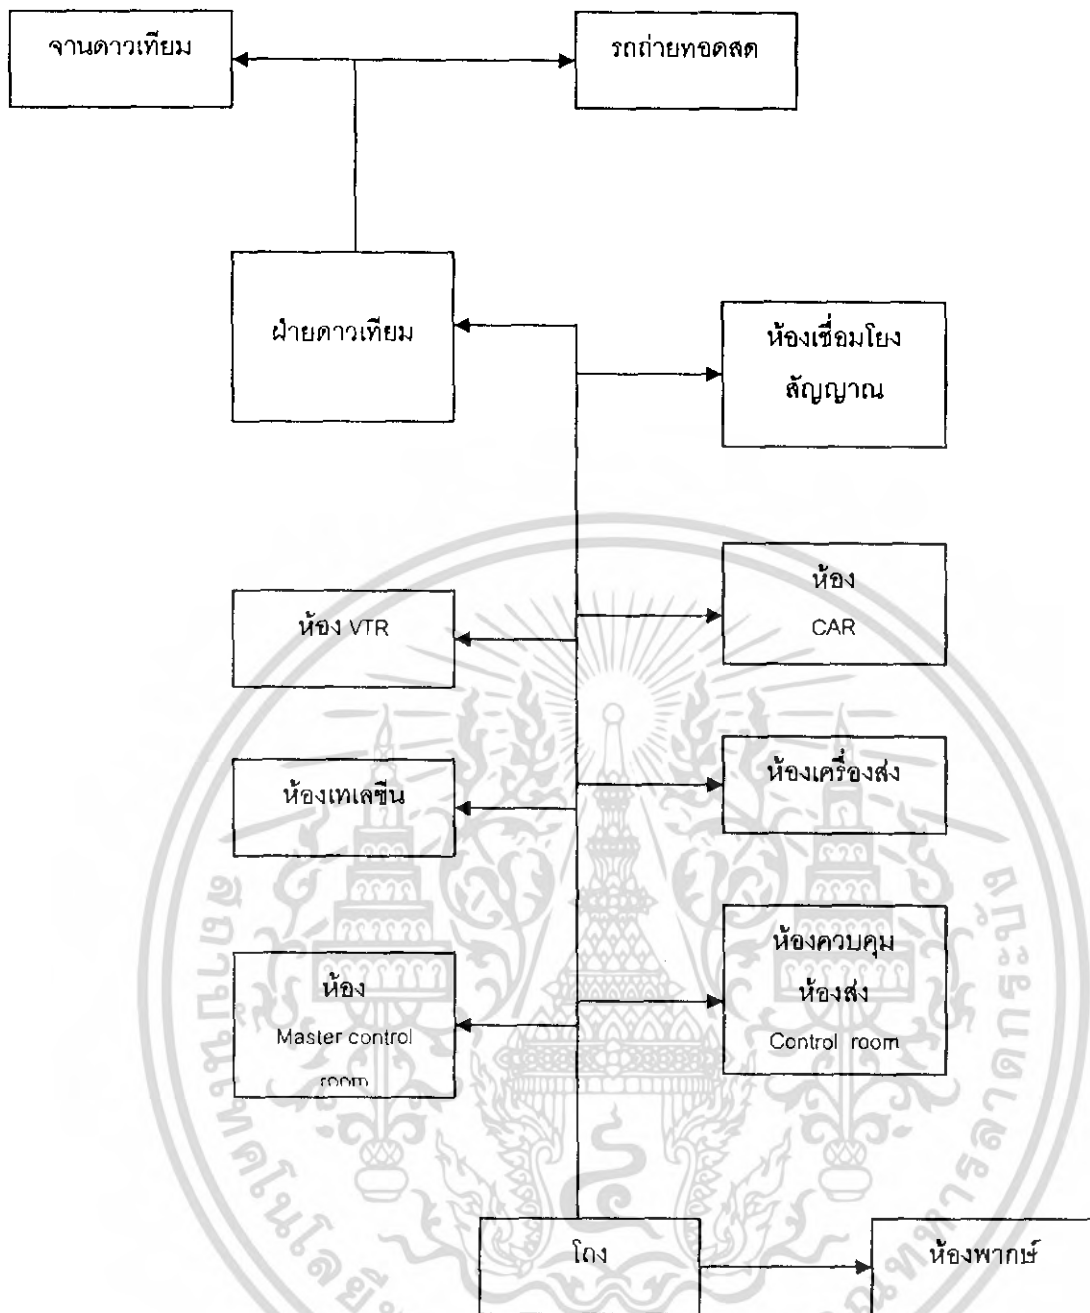 จานดาวเทียม
รถถ่ายทอดสด
ฝ่ายดาวเทียม
ห้องเชื่อมโยง
สัญญาณ
ห้อง
CAR
ห้อง VTR
ห้องเครื่องส่ง
ห้องเทเลซีน
ห้องควบคุม
ห้องส่ง
Control room
ห้อง
Master control
room
โถง
ห้องพากษ์